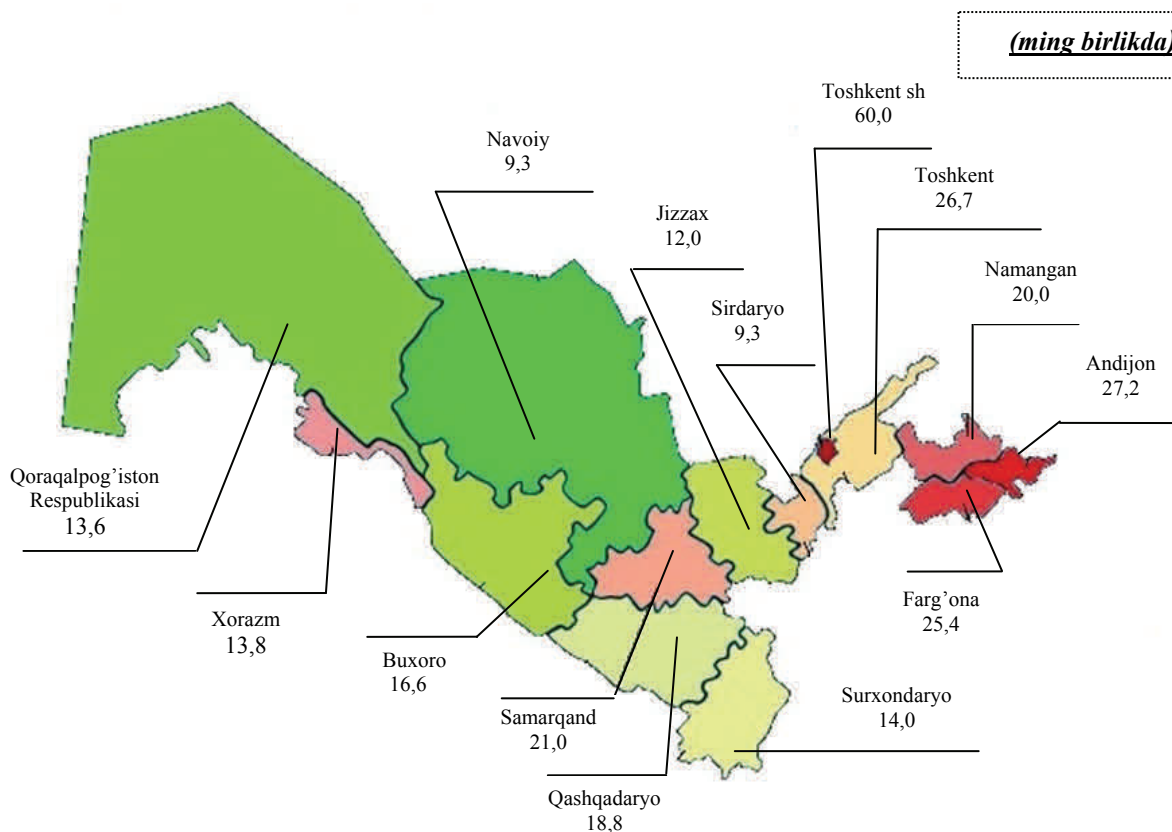 (ming birlikda)
Toshkent sh
60,0
Navoiy
9,3
Toshkent
26,7
Jizzax
12,0
Namangan
20,0
Sirdaryo
9,3
Andijon
27,2
Qoraqalpog’iston
Respublikasi
13,6
Farg’ona
25,4
Xorazm
13,8
Buxoro
16,6
Samarqand
21,0
Surxondaryo
14,0
Qashqadaryo
18,8